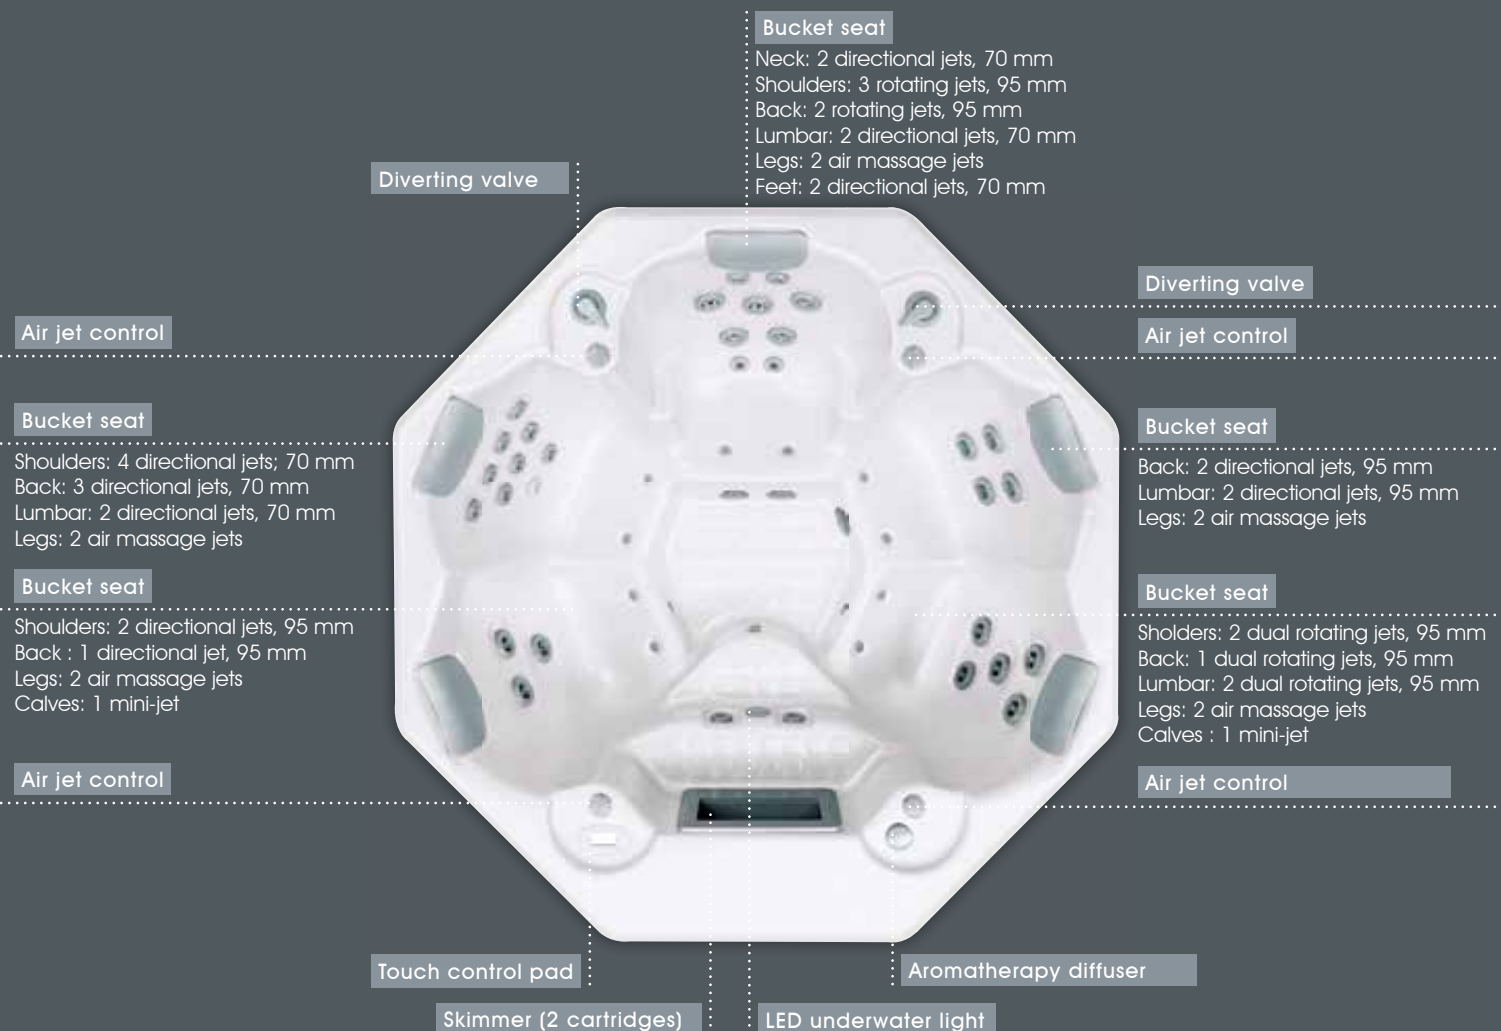 Bucket seat
Neck: 2 directional jets, 70 mm
Shoulders: 3 rotating jets, 95 mm
Back: 2 rotating jets, 95 mm
Lumbar: 2 directional jets, 70 mm
Legs: 2 air massage jets
Feet: 2 directional jets, 70 mm
Diverting valve
Air jet control
Bucket seat
Shoulders: 4 directional jets; 70 mm
Back: 3 directional jets, 70 mm
Lumbar: 2 directional jets, 70 mm
Legs: 2 air massage jets
Bucket seat
Shoulders: 2 directional jets, 95 mm
Back : 1 directional jet, 95 mm
Legs: 2 air massage jets
Calves: 1 mini-jet
Air jet control
Diverting valve
Air jet control
Bucket seat
Back: 2 directional jets, 95 mm
Lumbar: 2 directional jets, 95 mm
Legs: 2 air massage jets
Bucket seat
Sholders: 2 dual rotating jets, 95 mm
Back: 1 dual rotating jets, 95 mm
Lumbar: 2 dual rotating jets, 95 mm
Legs: 2 air massage jets
Calves : 1 mini-jet
Air jet control
Touch control pad
Aromatherapy diffuser
Skimmer (2 cartridges)
LED underwater light